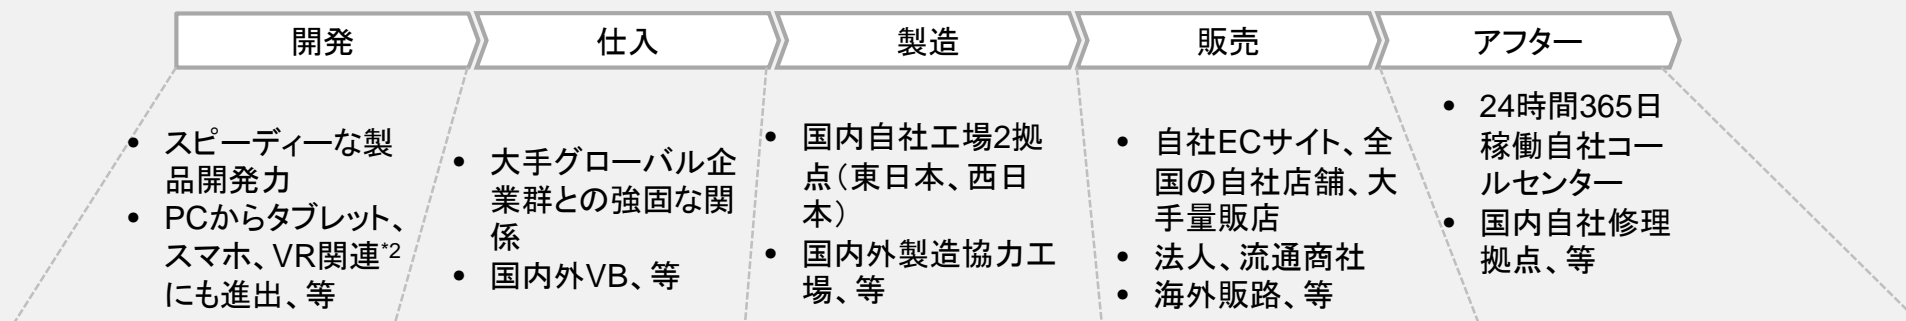 開発
仕入
製造
販売
アフター
• スピーディーな製
品開発力
• PCからタブレット、
スマホ、VR関連*2
にも進出、等
• 大手グローバル企
業群との強固な関
係
• 国内外VB、等
• 国内自社工場2拠
点（東日本、西日
本）
• 国内外製造協力工
場、等
• 自社ECサイト、全
国の自社店舗、大
手量販店
• 法人、流通商社
• 海外販路、等
• 24時間365日
稼働自社コー
ルセンター
• 国内自社修理
拠点、等